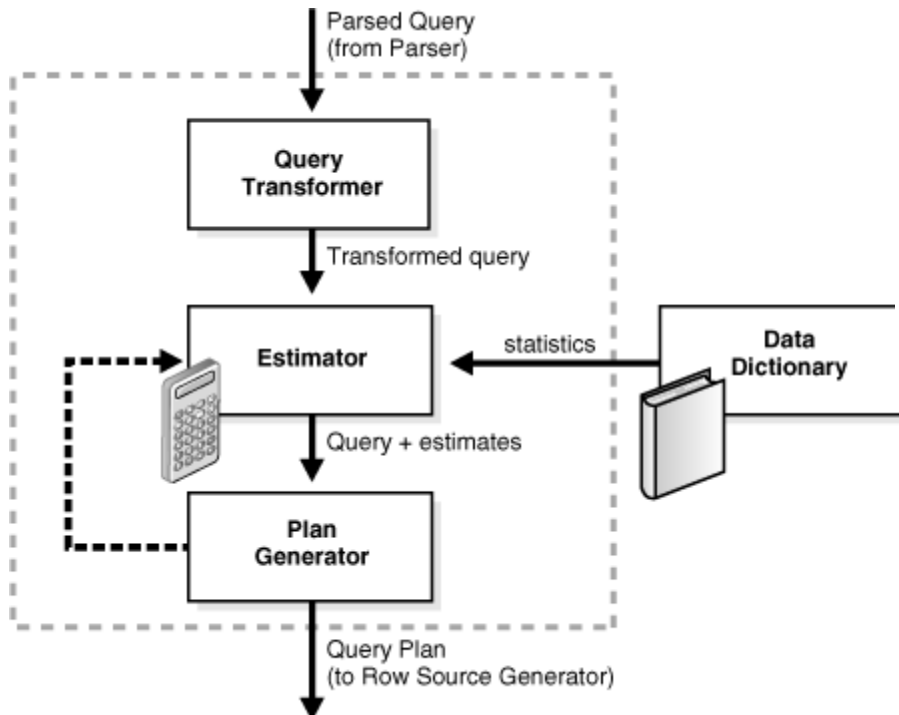 Parsed Query
(from Parser)
Query
Transformer
Transformed query
Estimator
statistics
Data
Dictionary
Query + estimates
Plan
Generator
Query Plan
(to Row Source Generator)